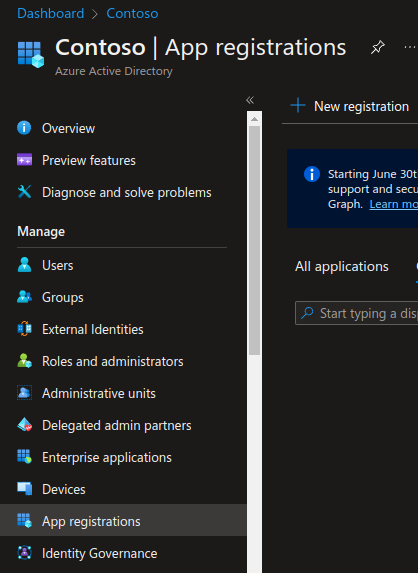 Dashboard > Contoso
Contoso | App registrations
Azure Active Directory
New registration
Overview
Preview features
Diagnose and solve problems
Manage
Users
Groups
External Identities
Roles and administrators
Administrative units
Delegated admin partners
Enterprise applications
Devices
App registrations
Identity Governance
Starting June 30th
support and secu
Graph. Learn mo
All applications
Start typing a disp